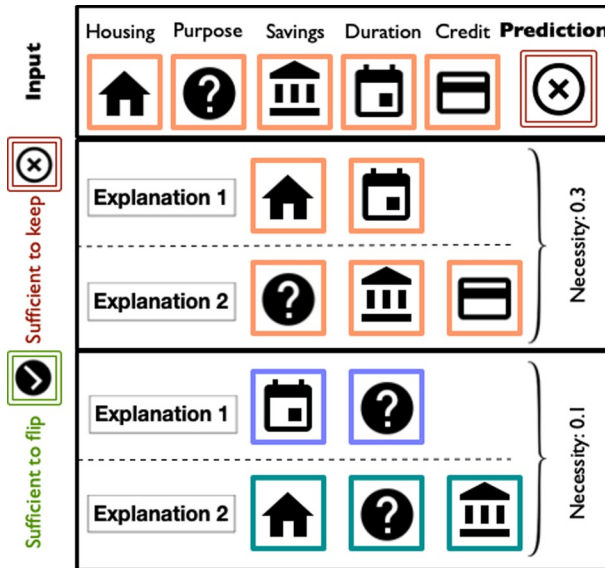 Input
Housing Purpose Savings Duration Credit Prediction
Sufficient to keep
Explanation 1
Explanation 2
Necessity: 0.3
Sufficient to flip
Explanation 1
Explanation 2
Necessity: 0.1